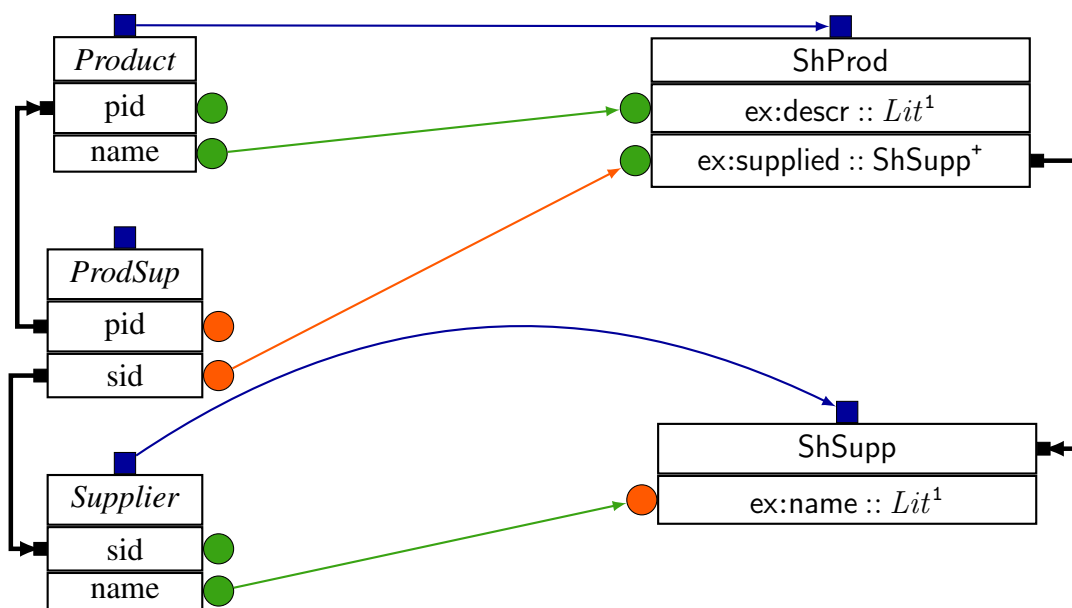 Product
pid
name
ProdSup
pid
sid
Supplier
sid
name
ShProd
ex:descr :: Lit¹
ex:supplied :: ShSupp⁺
ShSupp
ex:name :: Lit¹